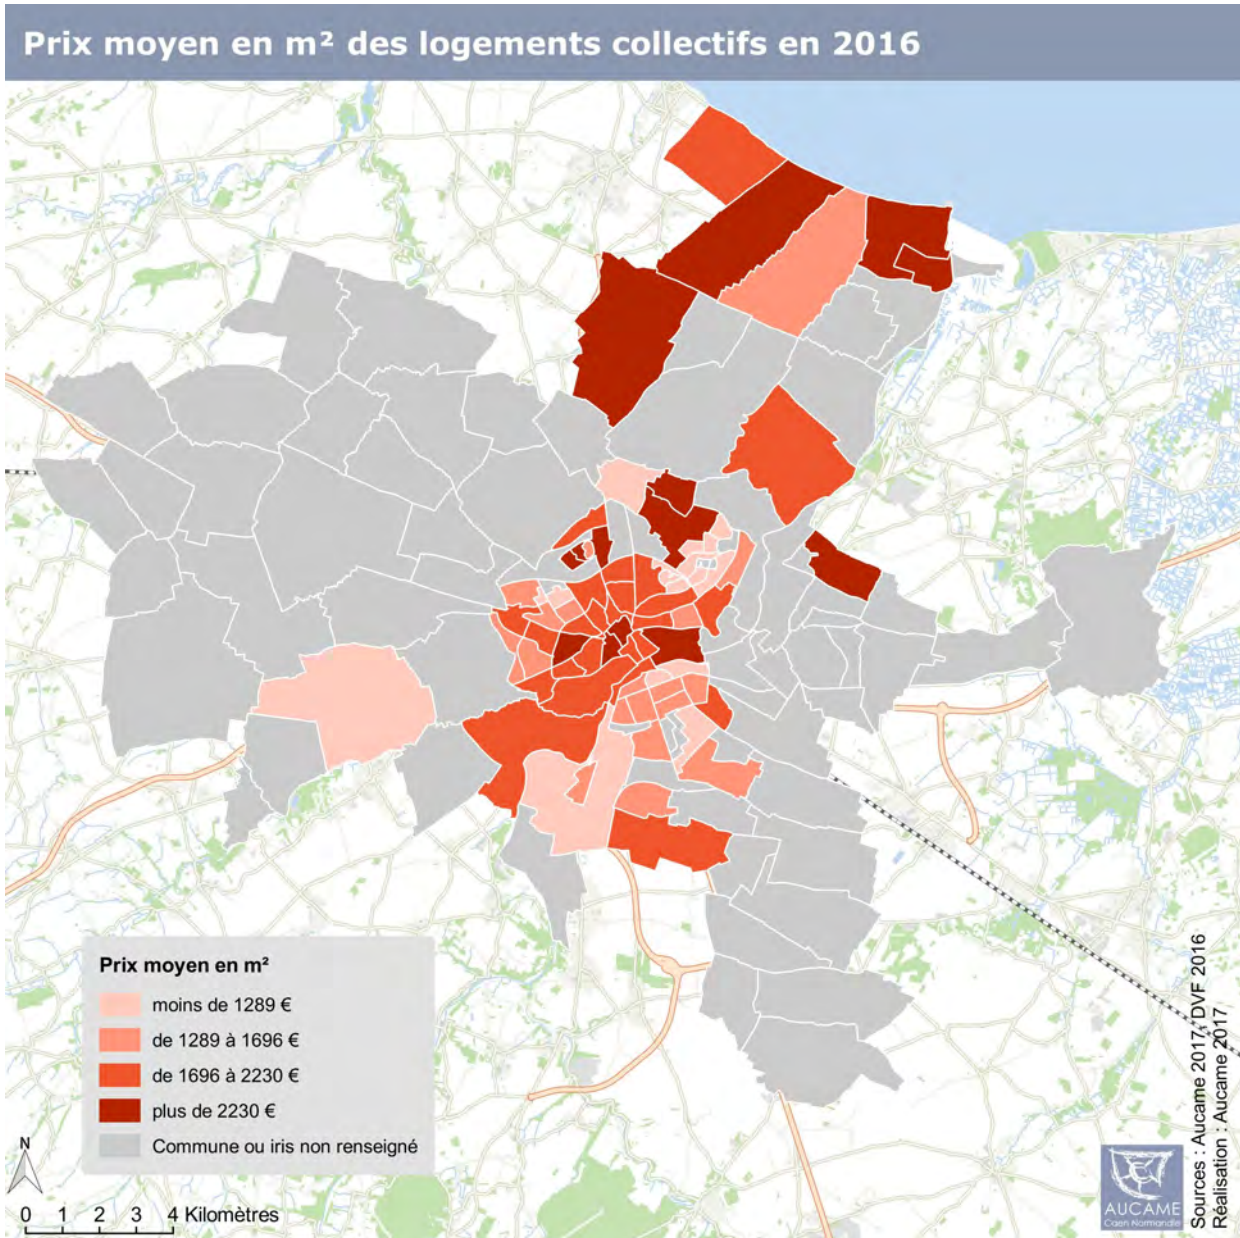 Prix moyen en m² des logements collectifs en 2016
Prix moyen en m²
moins de 1289 €
de 1289 à 1696 €
de 1696 à 2230 €
plus de 2230 €
Commune ou iris non renseigné
N
0 1 2 3 4 Kilomètres
AUCAME
Caen Normandie
Sources : Aucame 2017, DVF 2016
Réalisation : Aucame 2017